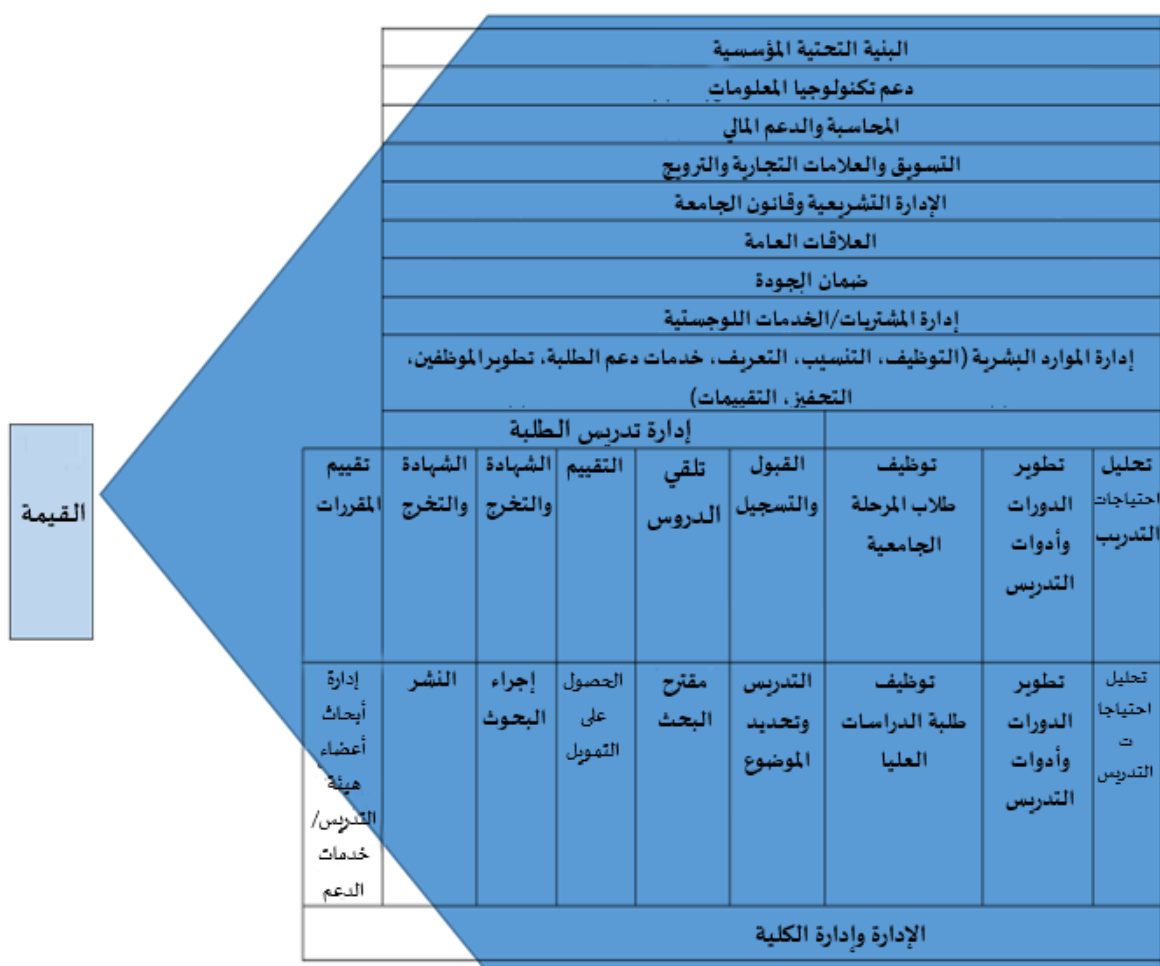 البنية التحتية المؤسسية
دعم تكنولوجيا المعلومات
المحاسبة والدعم المالي
التسويق والعلامات التجارية والترويج
الإدارة التشريعية وقانون الجامعة
العلاقات العامة
ضمان الجودة
إدارة المشتريات/الخدمات اللوجستية
إدارة الموارد البشرية (التوظيف، التنسيب، التعريف، خدمات دعم الطلبة، تطوير الموظفين،
التحفيز، التقييمات)
إدارة تدريس الطلبة
تحليل
احتياجات
التدريب
تطوير
الدورات
وأدوات
التدريس
توظيف
طلاب المرحلة
الجامعية
القبول
والتسجيل
تلقي
الدروس
التقييم
الشهادة
والتخرج
الشهادة
والتخرج
تقييم
المقررات
تحليل
احتياجا
ت
التدريس
تطوير
الدورات
وأدوات
التدريس
توظيف
طلبة الدراسات
العليا
التدريس
وتحديد
الموضوع
مقترح
البحث
الحصول
على
التمويل
إجراء
البحوث
النشر
إدارة
أبحاث
أعضاء
هيئة
التدريس/
خدمات
الدعم
الإدارة وإدارة الكلية
القيمة